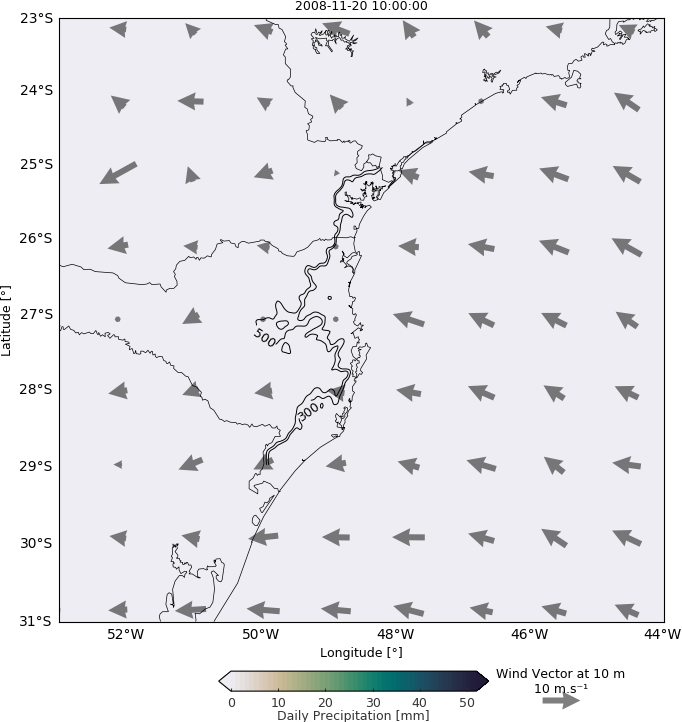 2008-11-20 10:00:00
23°S
24°S
25°S
26°S
27°S
28°S
29°S
30°S
31°S
Latitude [°]
500
300
52°W 50°W 48°W 46°W 44°W
Longitude [°]
Wind Vector at 10 m
10 m.s⁻¹
0 10 20 30 40 50
Daily Precipitation [mm]